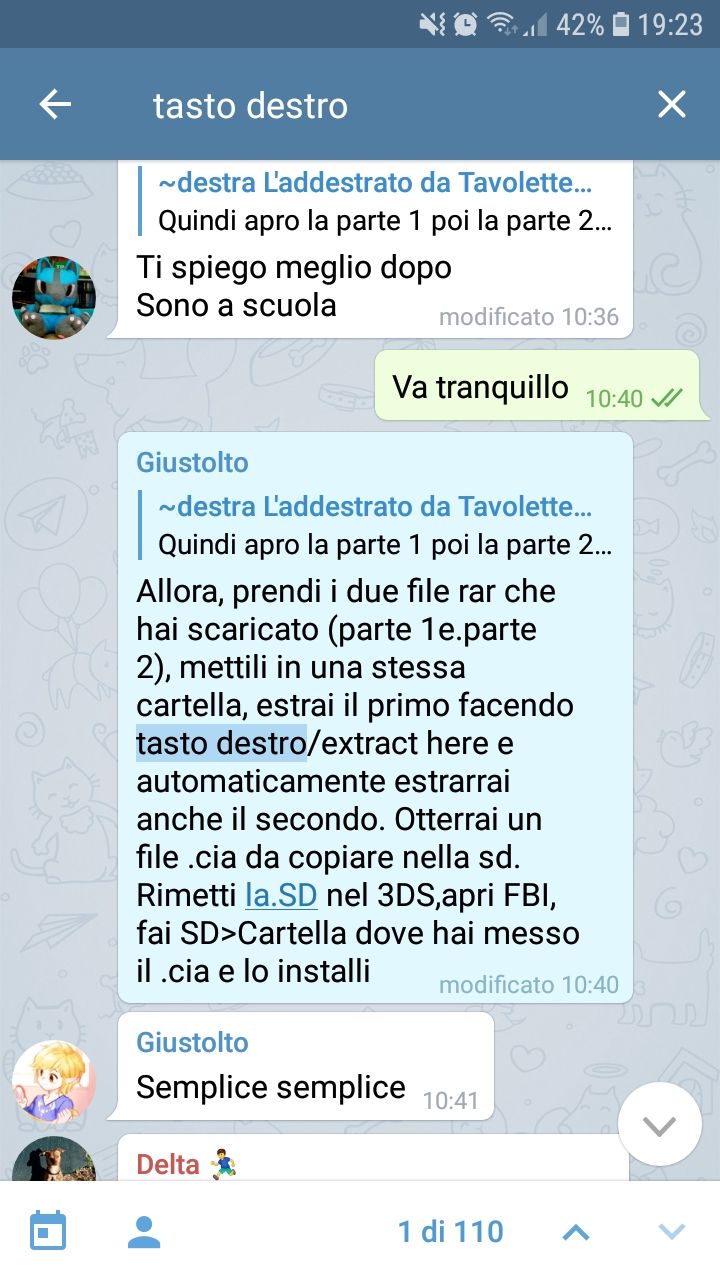 42% 19:23
tasto destro
~destra L'addestrato da Tavolette...
Quindi apro la parte 1 poi la parte 2...
Ti spiego meglio dopo
Sono a scuola
modificato 10:36
Va tranquillo 10:40
Giustolto
~destra L'addestrato da Tavolette...
Quindi apro la parte 1 poi la parte 2...
Allora, prendi i due file rar che
hai scaricato (parte 1e.parte
2), mettili in una stessa
cartella, estrai il primo facendo
tasto destro/extract here e
automaticamente estrarrai
anche il secondo. Otterrai un
file .cia da copiare nella sd.
Rimetti la.SD nel 3DS,apri FBI,
fai SD>Cartella dove hai messo
il .cia e lo installi
modificato 10:40
Giustolto
Semplice semplice 10:41
Delta 🏃‍♂️
1 di 110